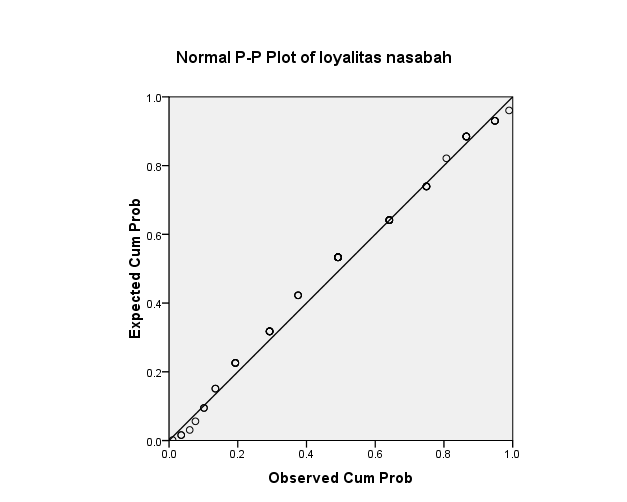 Normal P-P Plot of loyalitas nasabah
Expected Cum Prob
1.0
0.8
0.6
0.4
0.2
0.0
0.0 0.2 0.4 0.6 0.8 1.0
Observed Cum Prob